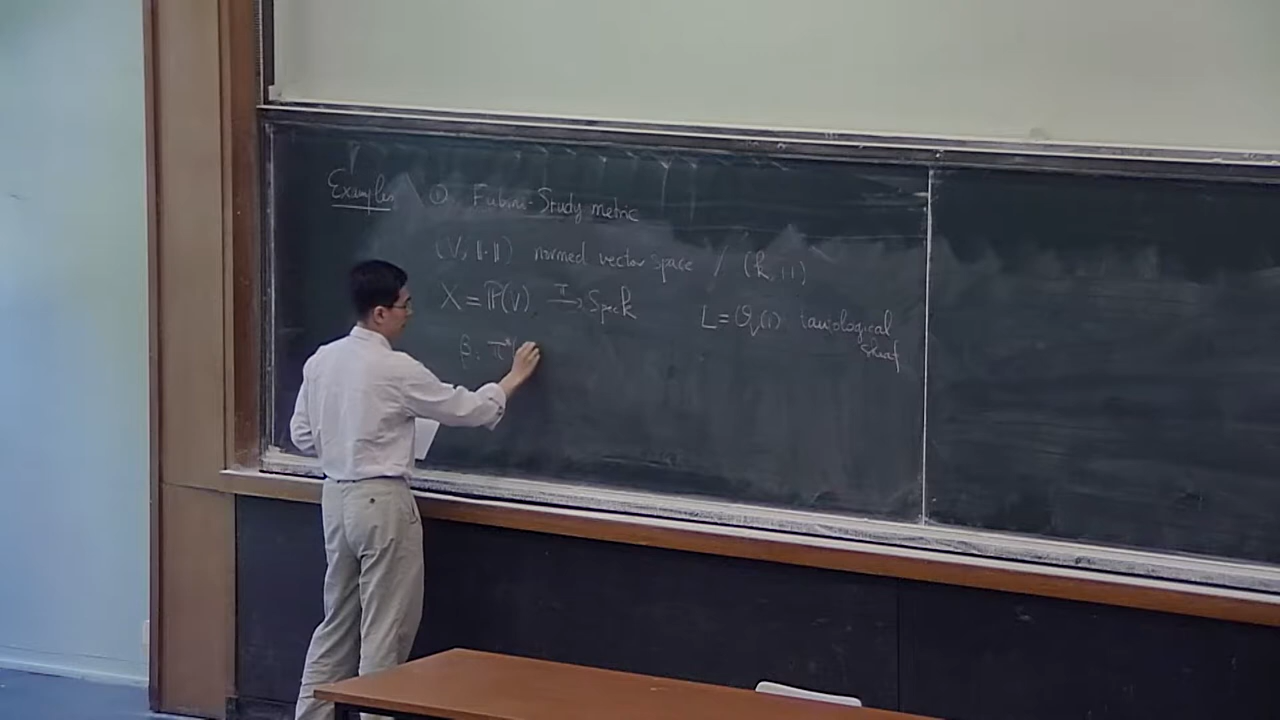 Examples ① Fubini-Study metric
(V, ‖·‖) normed vector space / (k, |·|)
X = ℙ(V) →π Spec k L = O_V(1) tautological sheaf
β: π*